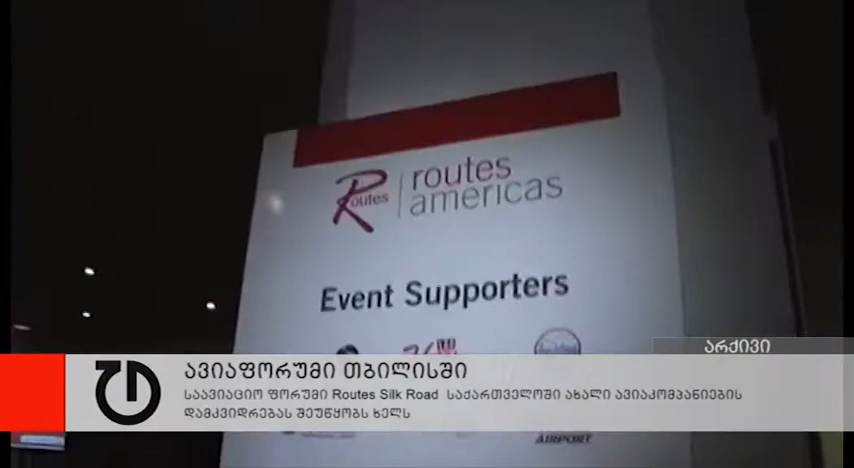 Routes
routes
americas
Event Supporters
AIRPORT
არქივი
ავიაფორუმი თბილისში
საავიაციო ფორუმი Routes Silk Road საქართველოში ახალი ავიაკომპანიების
დამკვიდრებას შეუწყობს ხელს